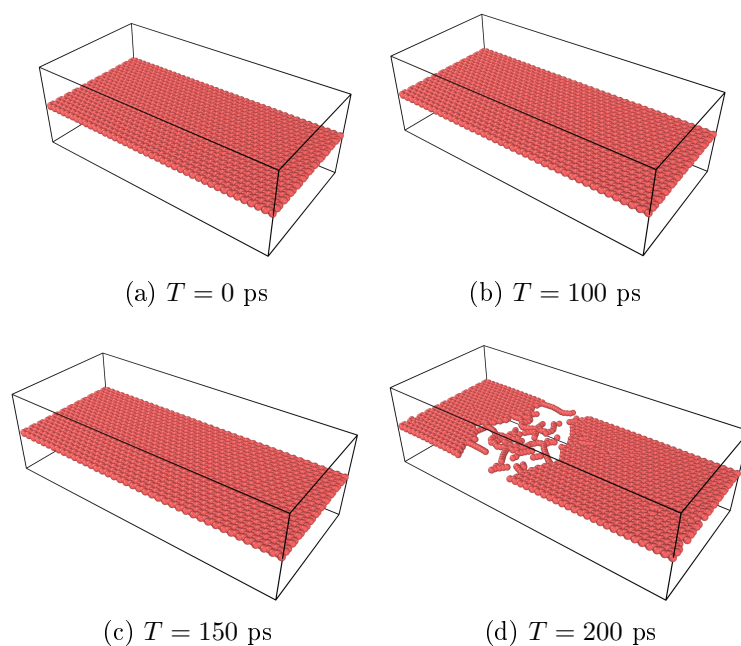 (a) T = 0 ps
(b) T = 100 ps
(c) T = 150 ps
(d) T = 200 ps